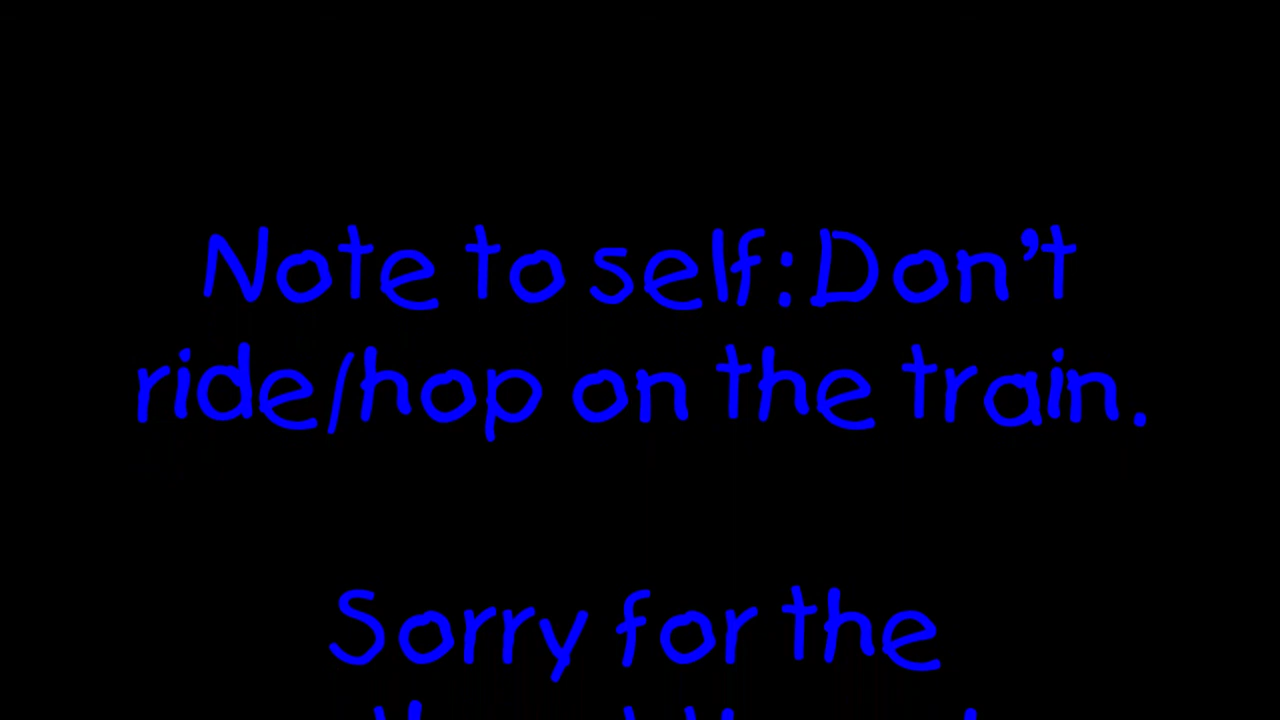 Note to self:Don't
ride/hop on the train.
Sorry for the